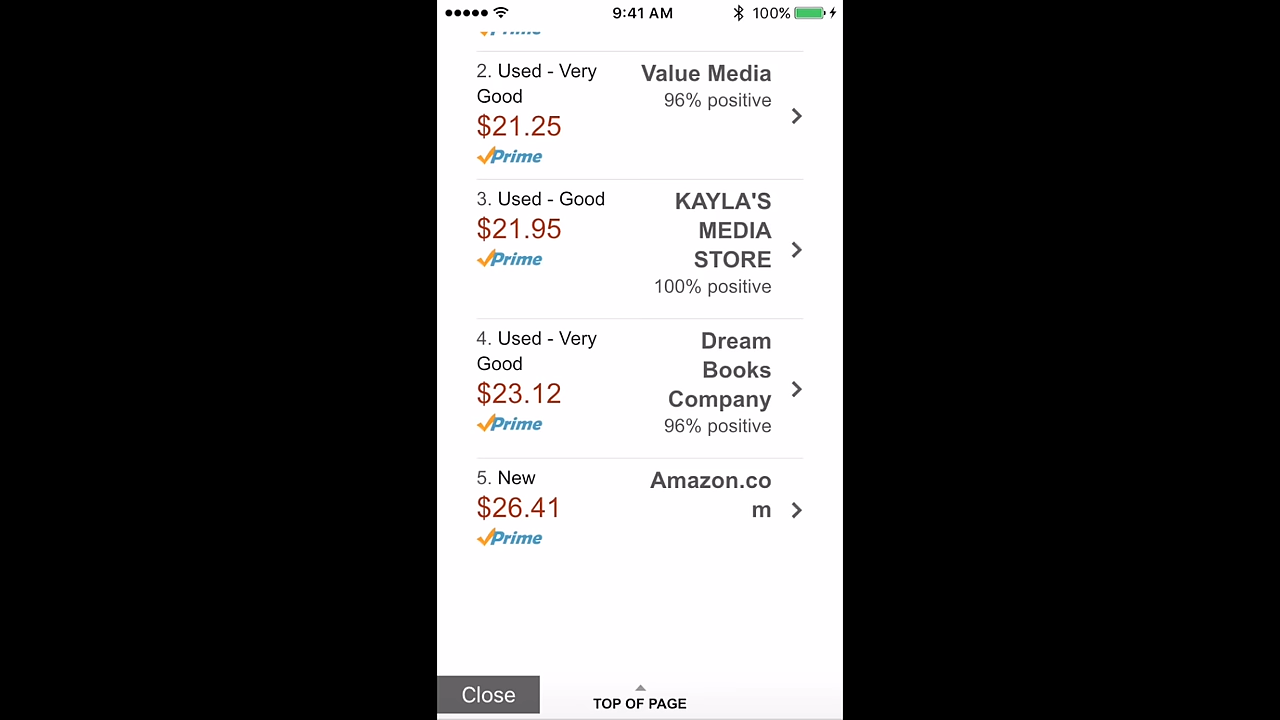 9:41 AM
100%
Prime
2. Used - Very
Good
$21.25
Prime
Value Media
96% positive
3. Used - Good
$21.95
Prime
KAYLA'S
MEDIA
STORE
100% positive
4. Used - Very
Good
$23.12
Prime
Dream
Books
Company
96% positive
5. New
$26.41
Prime
Amazon.co
m
Close
TOP OF PAGE